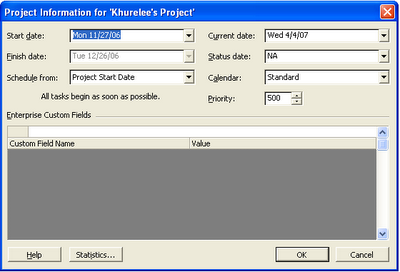 Project Information for 'Khurelee's Project'
Start date: Mon 11/27/06 Current date: Wed 4/4/07
Finish date: Tue 12/26/06 Status date: NA
Schedule from: Project Start Date Calendar: Standard
All tasks begin as soon as possible. Priority: 500
Enterprise Custom Fields
Custom Field Name Value
Help Statistics... OK Cancel